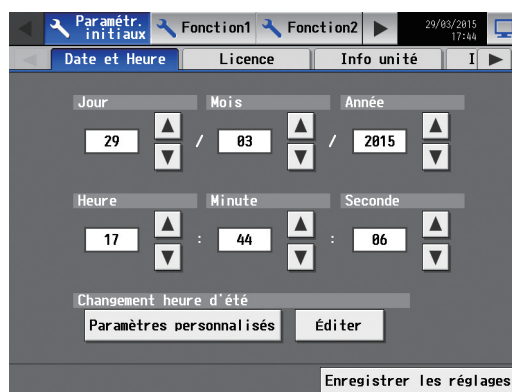 Paramétr. initiaux
Fonction1
Fonction2
29/03/2015
17:44
Date et Heure
Licence
Info unité
I
Jour
Mois
Année
29 / 03 / 2015
Heure
Minute
Seconde
17 : 44 : 06
Changement heure d'été
Paramètres personnalisés
Éditer
Enregistrer les réglages